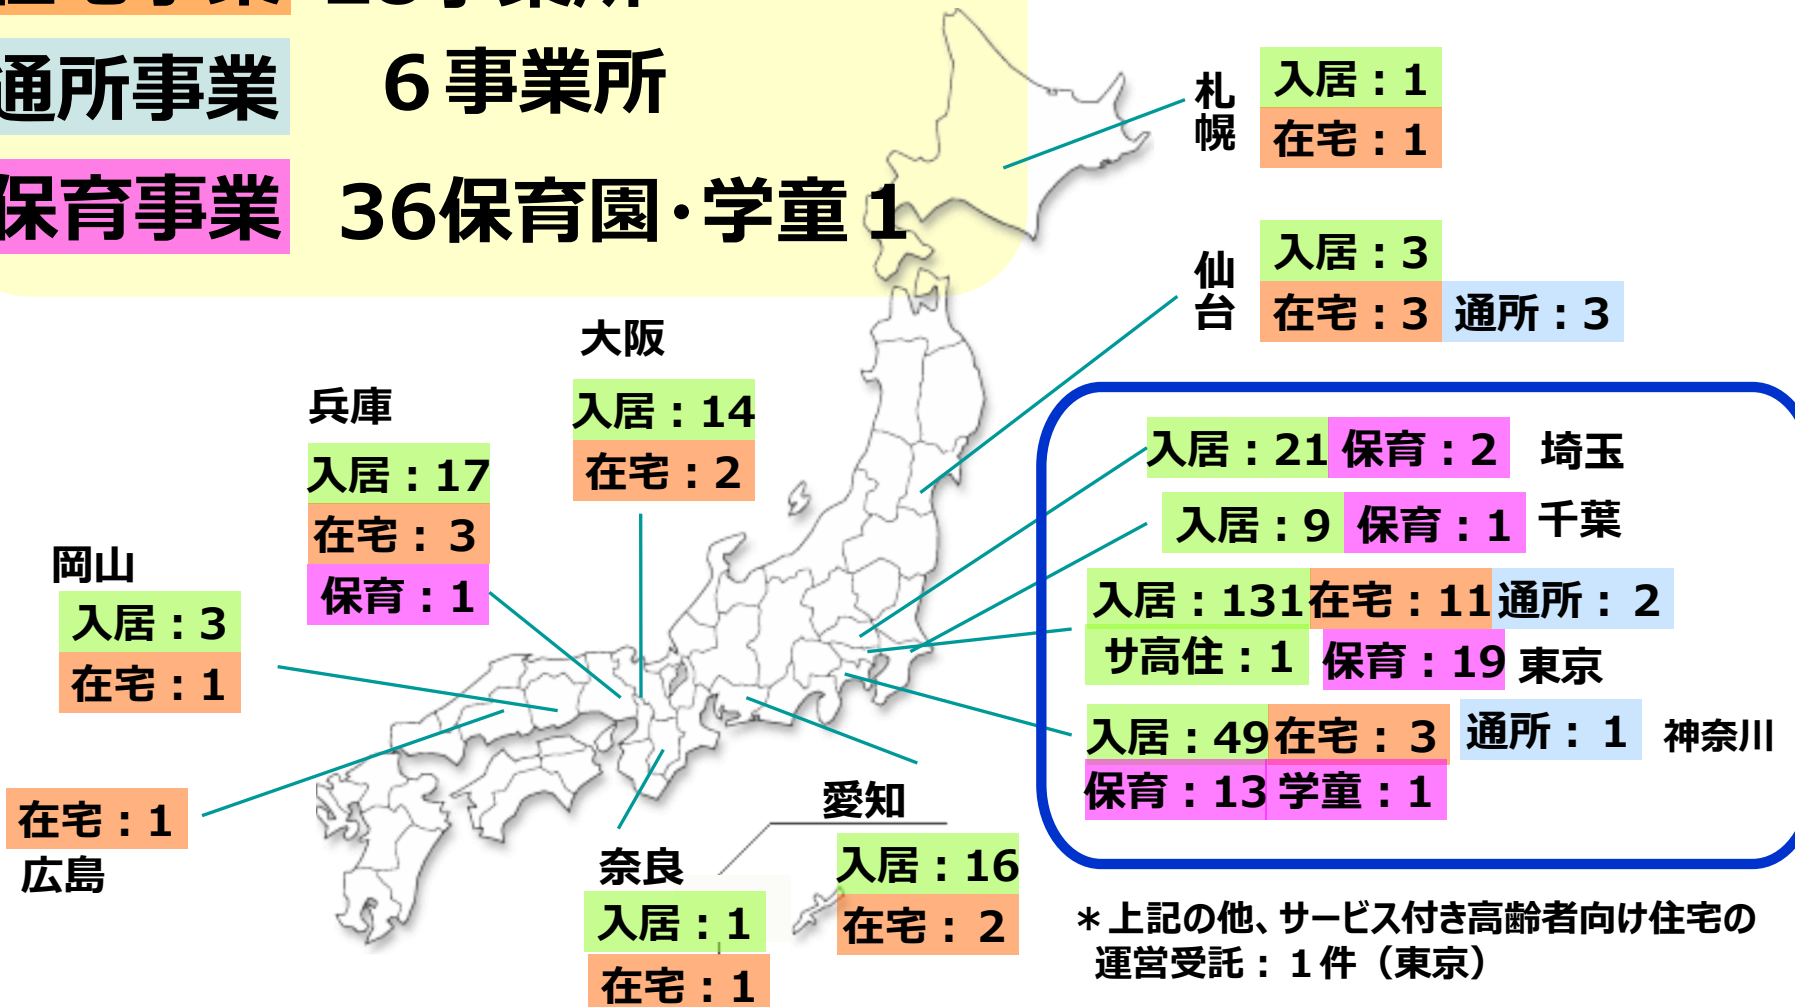 通所事業 6事業所
保育事業 36保育園・学童1
札幌
入居:1
在宅:1
仙台
入居:3
在宅:3 通所:3
大阪
入居:14
在宅:2
兵庫
入居:17
在宅:3
保育:1
岡山
入居:3
在宅:1
在宅:1
広島
入居:21 保育:2 埼玉
入居:9 保育:1 千葉
入居:131 在宅:11 通所:2
サ高住:1 保育:19 東京
入居:49 在宅:3 通所:1 神奈川
保育:13 学童:1
愛知
入居:16
在宅:2
奈良
入居:1
在宅:1
*上記の他、サービス付き高齢者向け住宅の
運営受託:1件(東京)